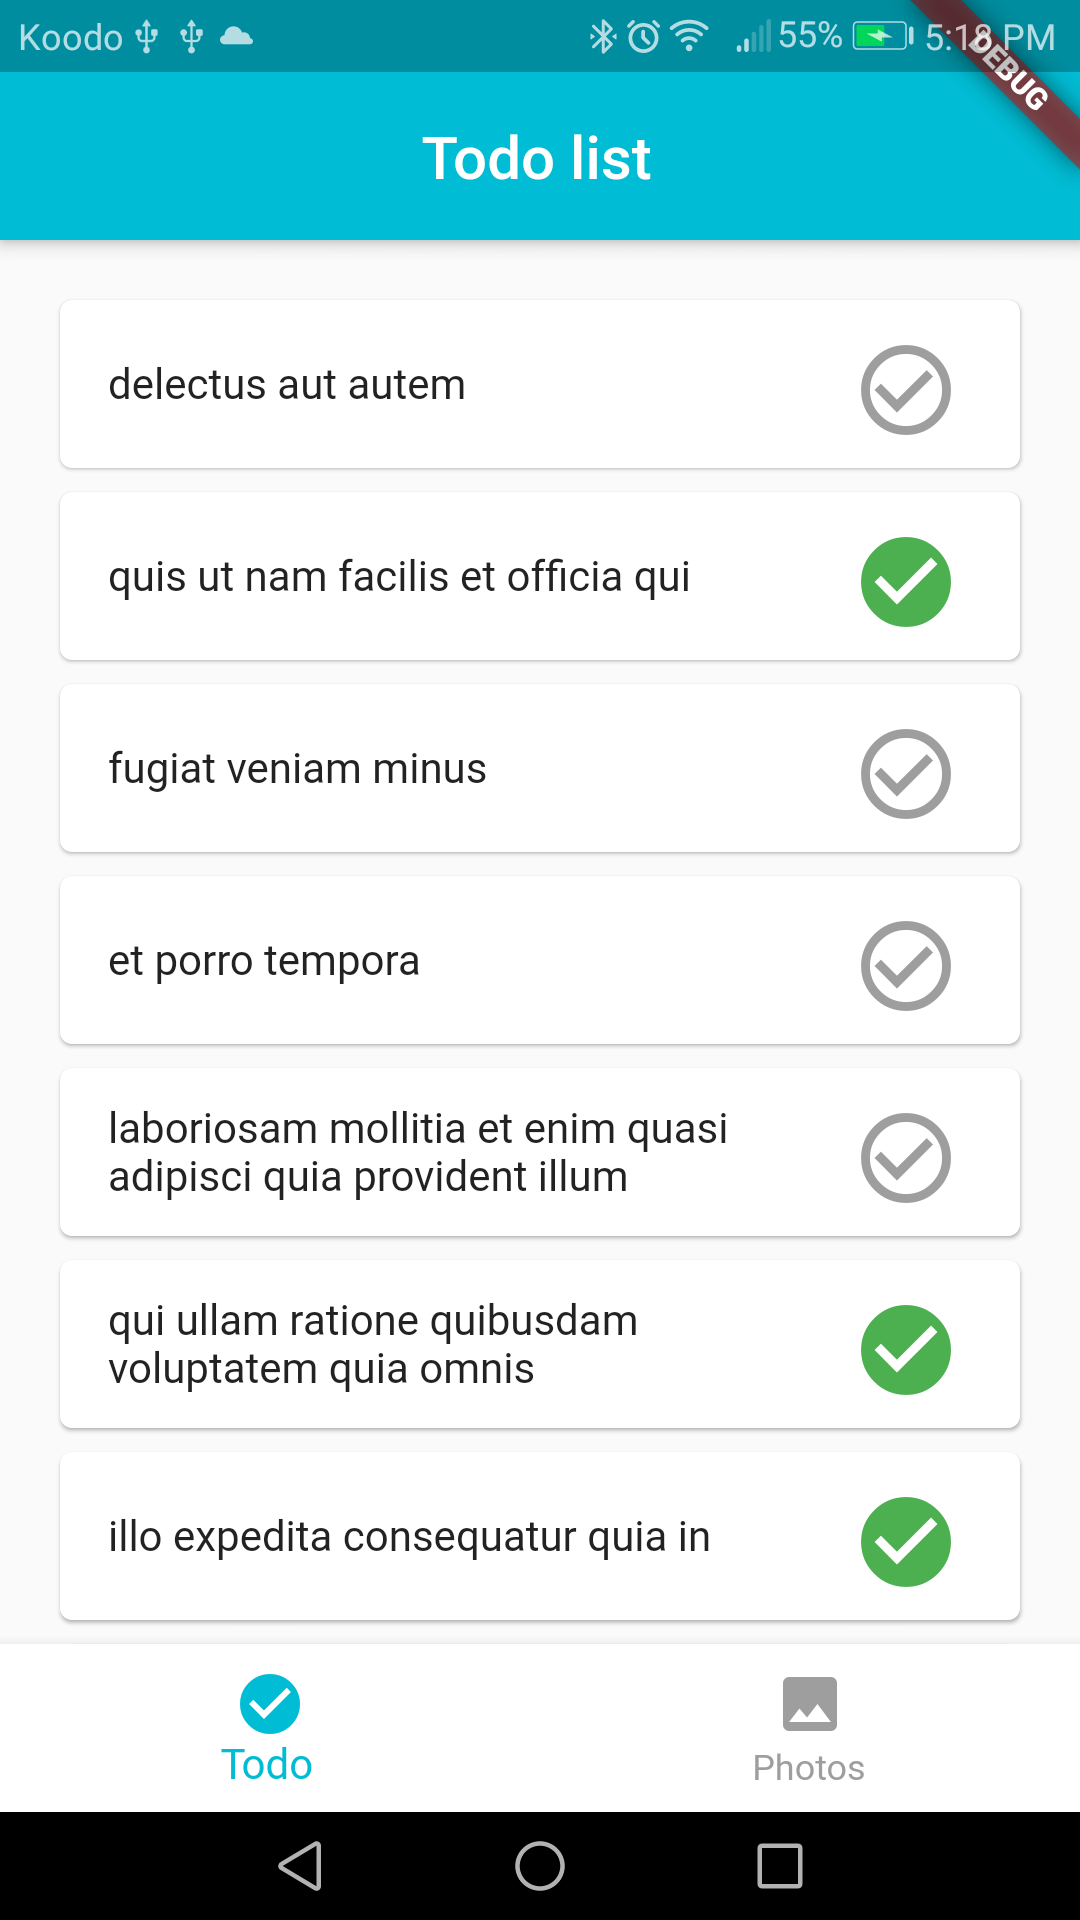 Koodo 55% 5:18 PM
DEBUG
Todo list
delectus aut autem
quis ut nam facilis et officia qui
fugiat veniam minus
et porro tempora
laboriosam mollitia et enim quasi
adipisci quia provident illum
qui ullam ratione quibusdam
voluptatem quia omnis
illo expedita consequatur quia in
Todo
Photos